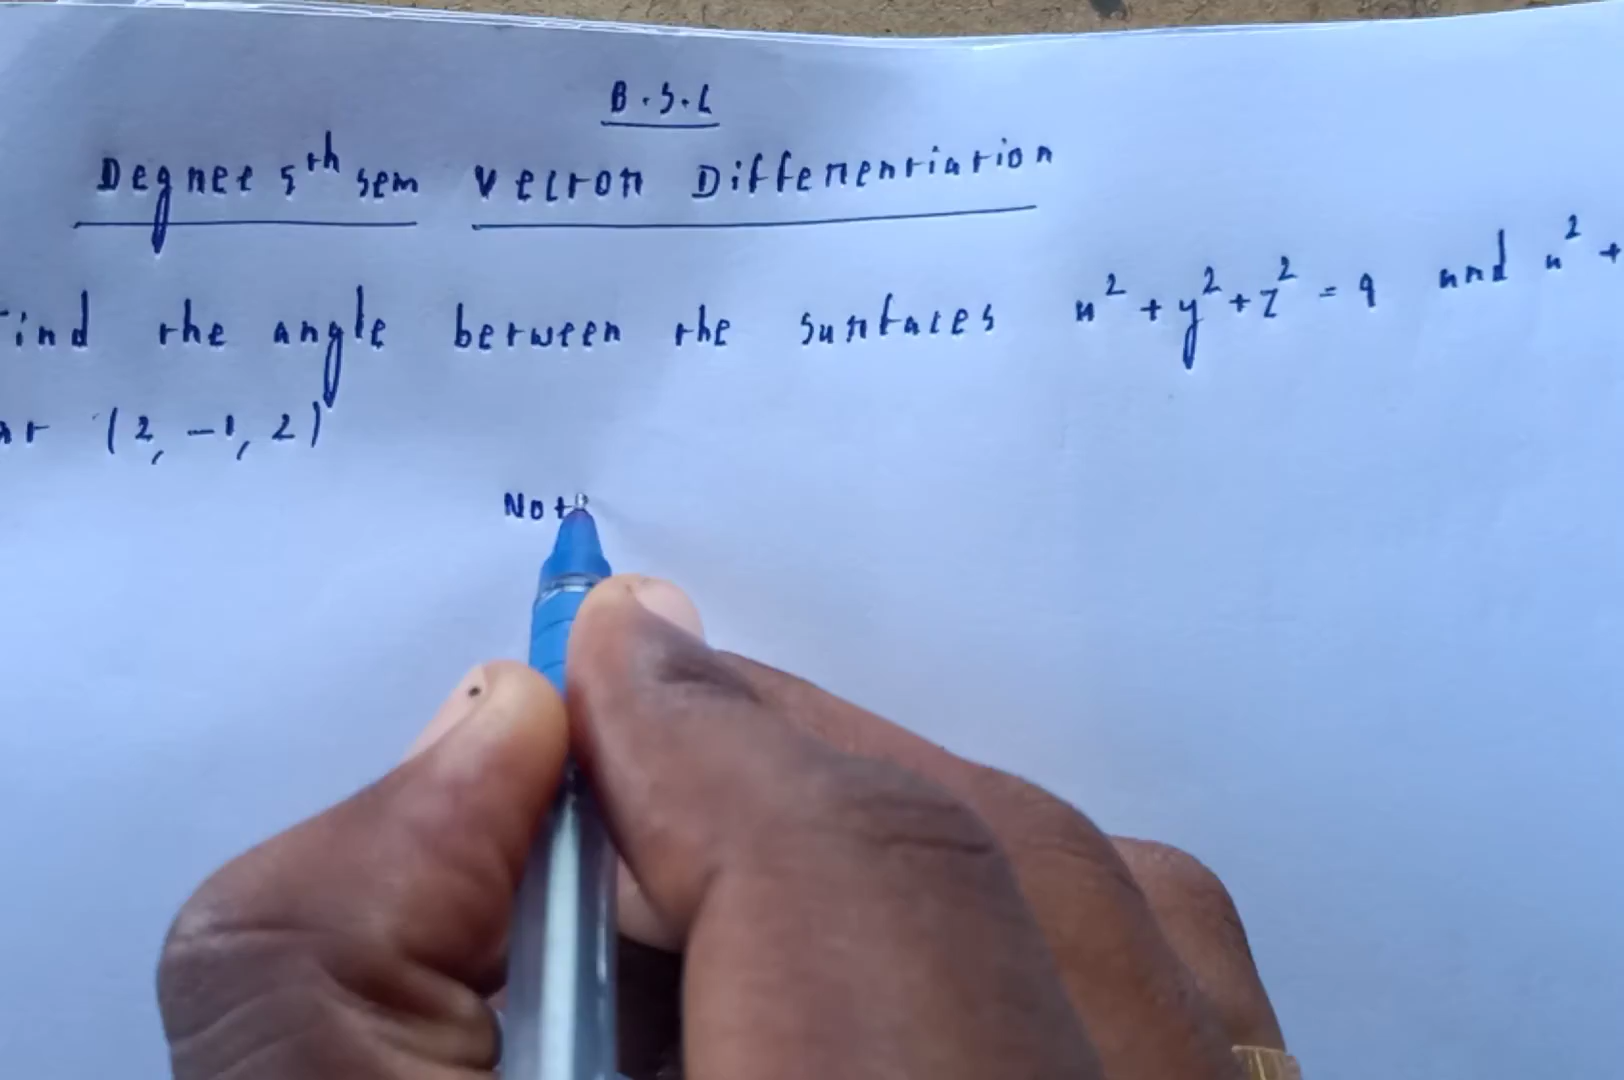 B.S.C
Degree 5th sem Vector Differentiation
ind the angle between the surfaces x² + y² + z² = 9 and x² +
at (2, -1, 2)
Not